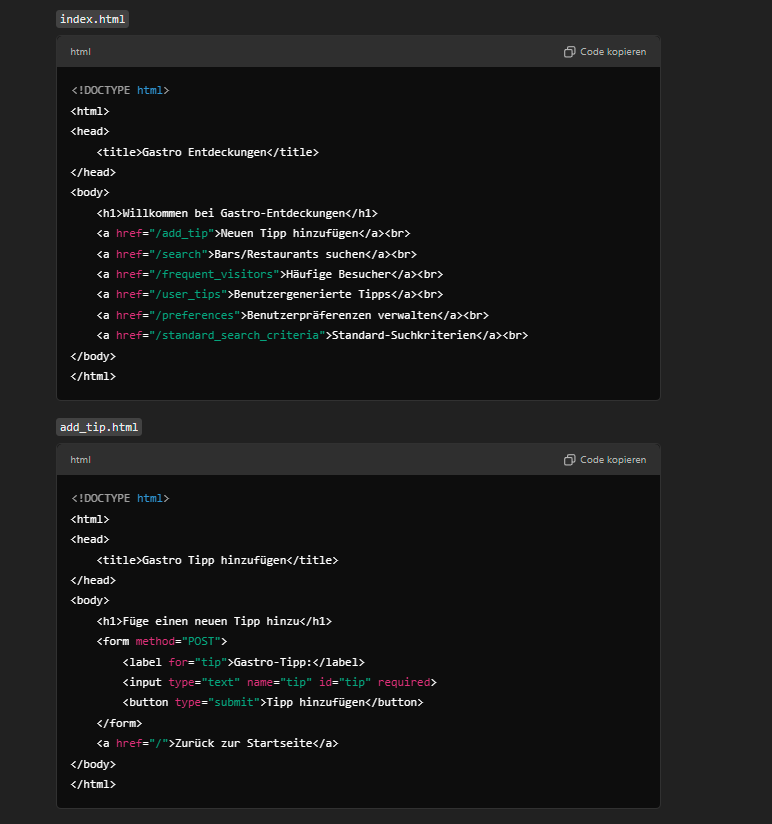 index.html
html
Code kopieren
<!DOCTYPE html>
<html>
<head>
    <title>Gastro Entdeckungen</title>
</head>
<body>
    <h1>Willkommen bei Gastro-Entdeckungen</h1>
    <a href="/add_tip">Neuen Tipp hinzufügen</a><br>
    <a href="/search">Bars/Restaurants suchen</a><br>
    <a href="/frequent_visitors">Häufige Besucher</a><br>
    <a href="/user_tips">Benutzergenerierte Tipps</a><br>
    <a href="/preferences">Benutzerpräferenzen verwalten</a><br>
    <a href="/standard_search_criteria">Standard-Suchkriterien</a><br>
</body>
</html>
add_tip.html
html
Code kopieren
<!DOCTYPE html>
<html>
<head>
    <title>Gastro Tipp hinzufügen</title>
</head>
<body>
    <h1>Füge einen neuen Tipp hinzu</h1>
    <form method="POST">
        <label for="tip">Gastro-Tipp:</label>
        <input type="text" name="tip" id="tip" required>
        <button type="submit">Tipp hinzufügen</button>
    </form>
    <a href="/">Zurück zur Startseite</a>
</body>
</html>